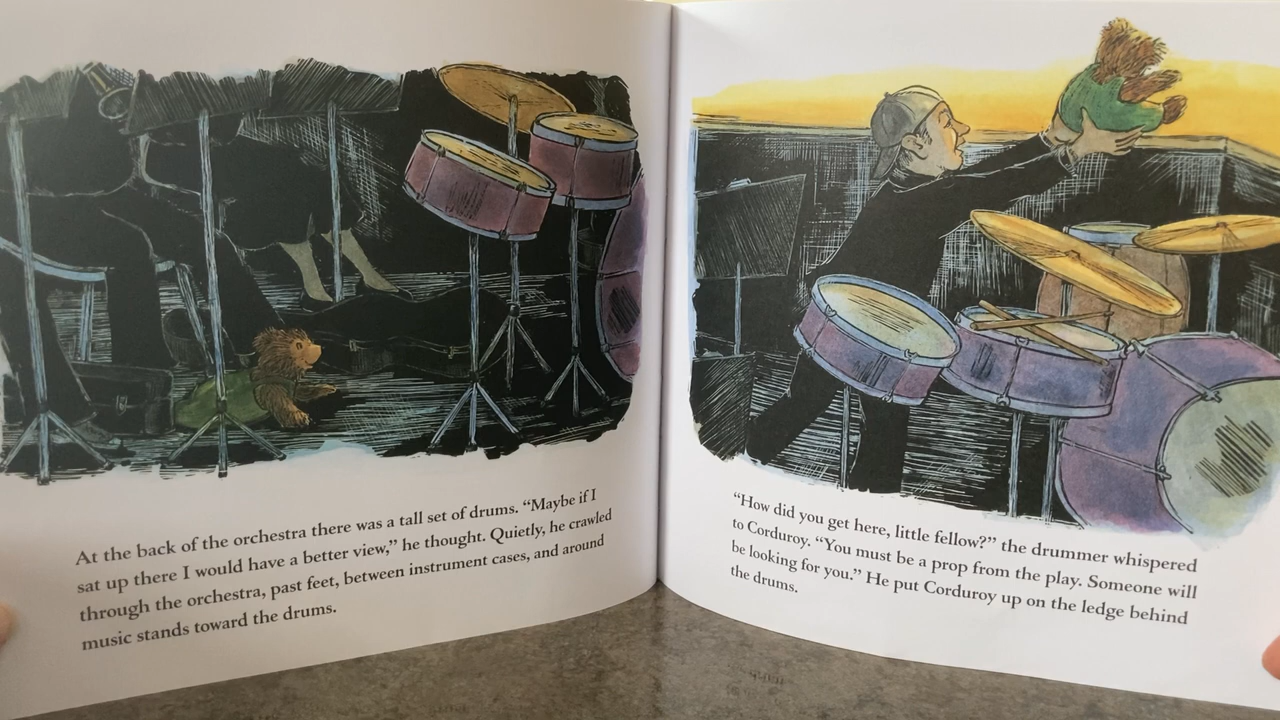 At the back of the orchestra there was a tall set of drums. “Maybe if I
sat up there I would have a better view,” he thought. Quietly, he crawled
through the orchestra, past feet, between instrument cases, and around
music stands toward the drums.
“How did you get here, little fellow?” the drummer whispered
to Corduroy. “You must be a prop from the play. Someone will
be looking for you.” He put Corduroy up on the ledge behind
the drums.